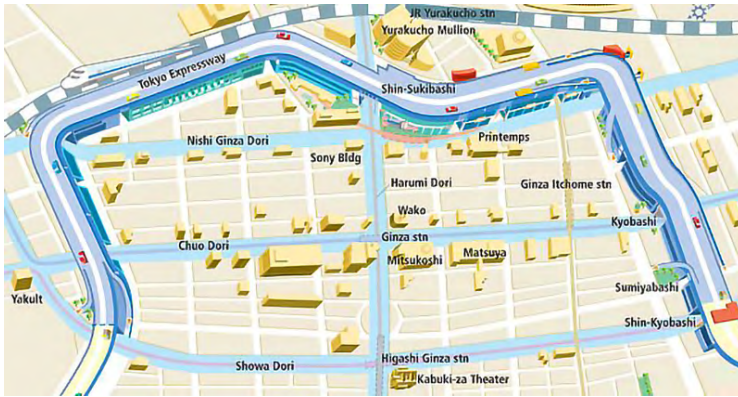 JR Yurakucho stn
Yurakucho Mullion
Tokyo Expressway
Shin-Sukibashi
Nishi Ginza Dori
Printemps
Sony Bldg
Harumi Dori
Ginza Itchome stn
Wako
Kyobashi
Chuo Dori
Ginza stn
Mitsukoshi
Matsuya
Yakult
Sumiyabashi
Shin-Kyobashi
Showa Dori
Higashi Ginza stn
Kabuki-za Theater